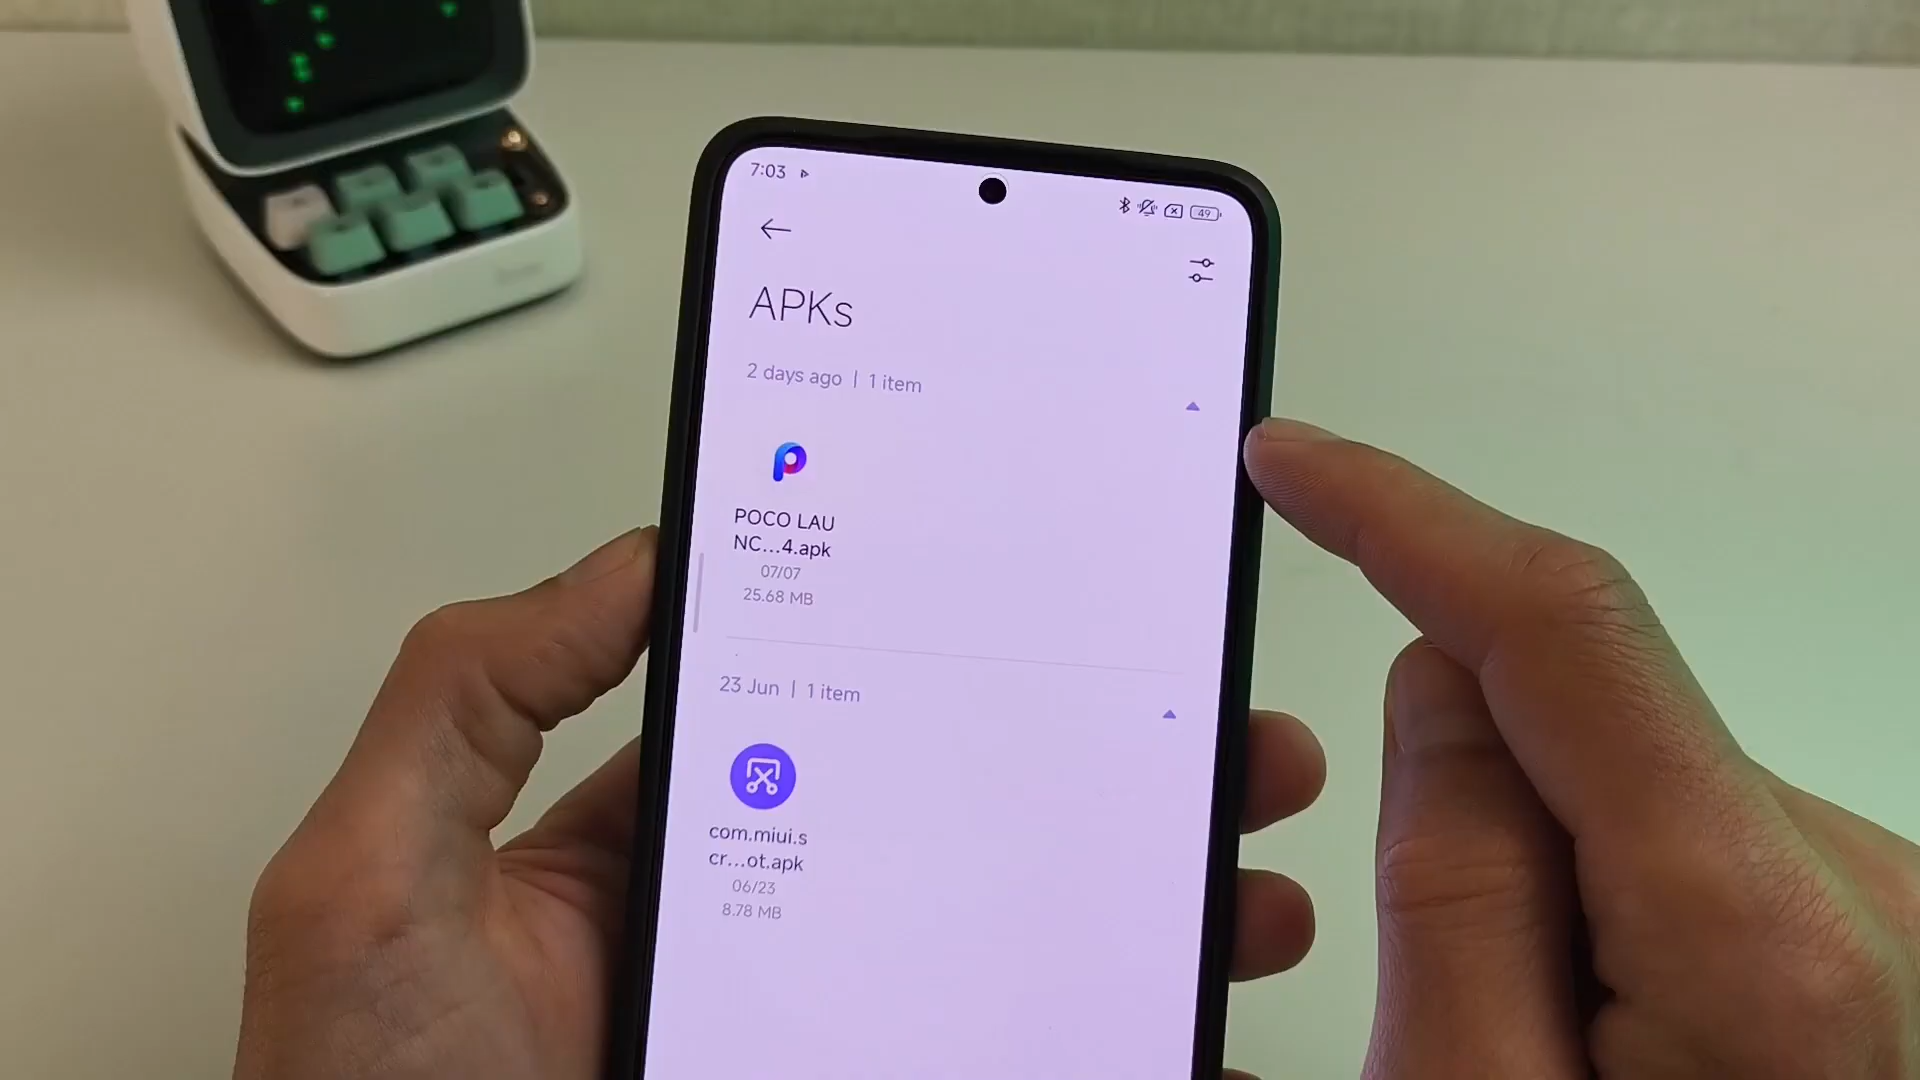 7:03
49
APKs
2 days ago | 1 item
POCO LAU
NC...4.apk
07/07
25.68 MB
23 Jun | 1 item
com.miui.s
cr...ot.apk
06/23
8.78 MB